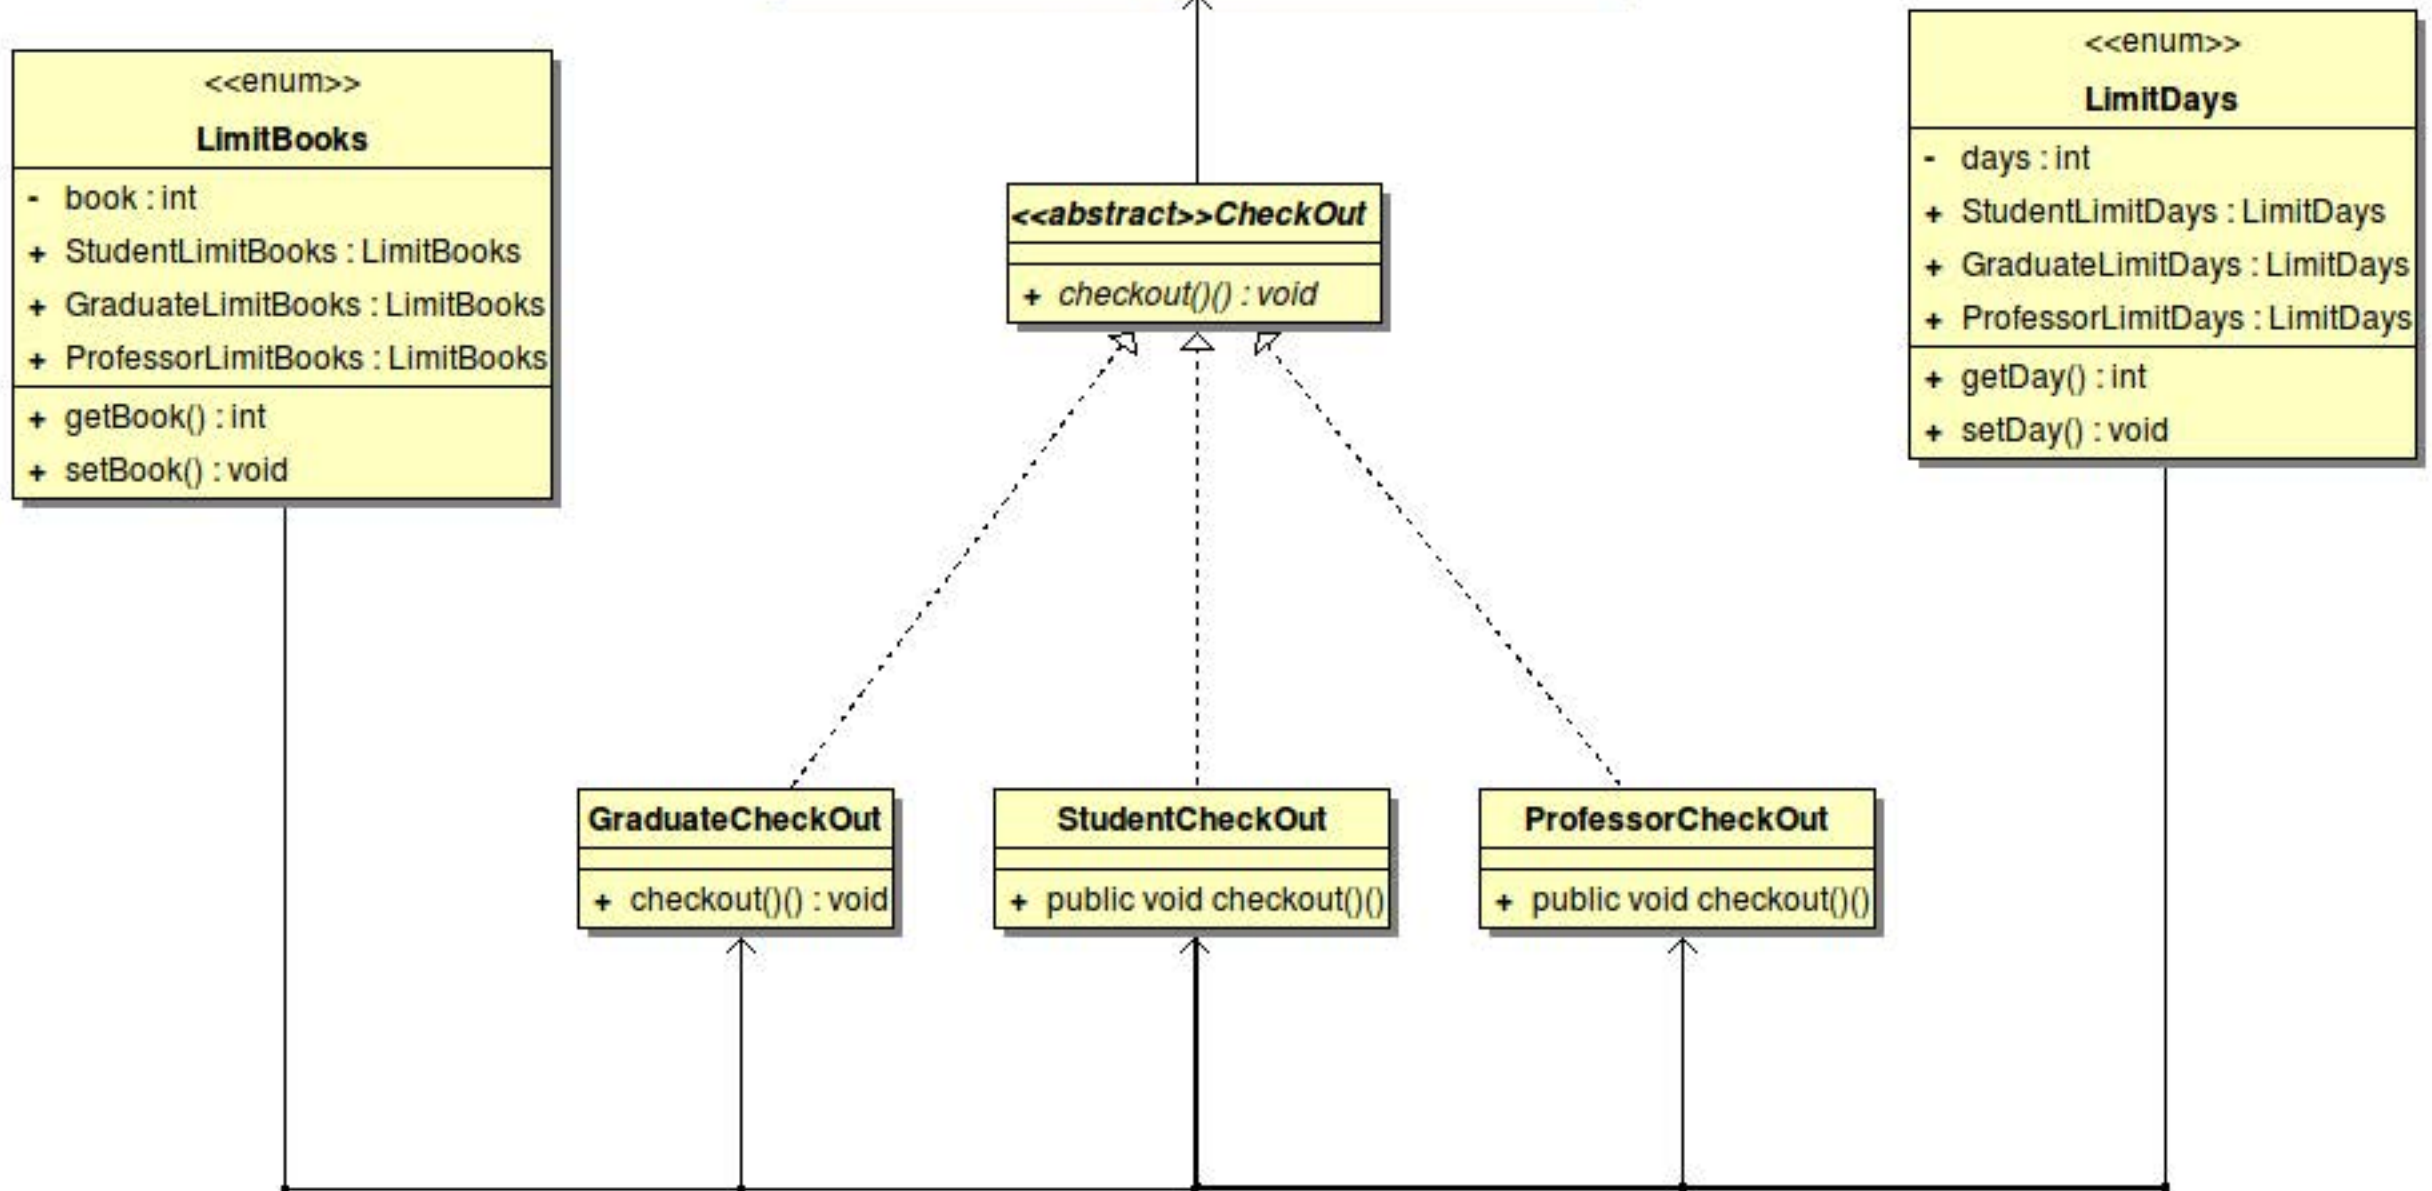 <<enum>>
LimitBooks
- book : int
+ StudentLimitBooks : LimitBooks
+ GraduateLimitBooks : LimitBooks
+ ProfessorLimitBooks : LimitBooks
+ getBook() : int
+ setBook() : void
<<abstract>>CheckOut
+ checkout()() : void
<<enum>>
LimitDays
- days : int
+ StudentLimitDays : LimitDays
+ GraduateLimitDays : LimitDays
+ ProfessorLimitDays : LimitDays
+ getDay() : int
+ setDay() : void
GraduateCheckOut
+ checkout()() : void
StudentCheckOut
+ public void checkout()()
ProfessorCheckOut
+ public void checkout()()